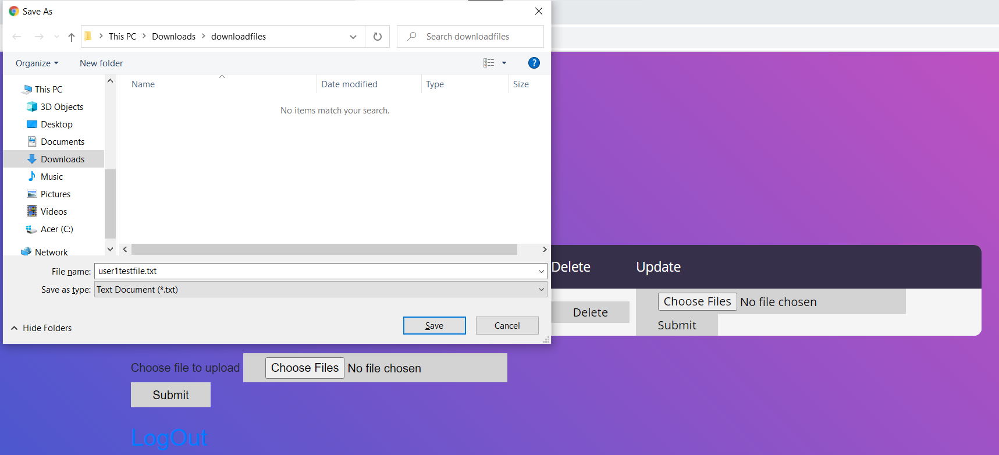 Save As
This PC > Downloads > downloadfiles
Search downloadfiles
Organize
New folder
?
Name
Date modified
Type
Size
No items match your search.
This PC
3D Objects
Desktop
Documents
Downloads
Music
Pictures
Videos
Acer (C:)
Network
File name: user1testfile.txt
Save as type: Text Document (*.txt)
Hide Folders
Save
Cancel
Delete
Update
Delete
Choose Files No file chosen
Submit
Choose file to upload Choose Files No file chosen
Submit
LogOut